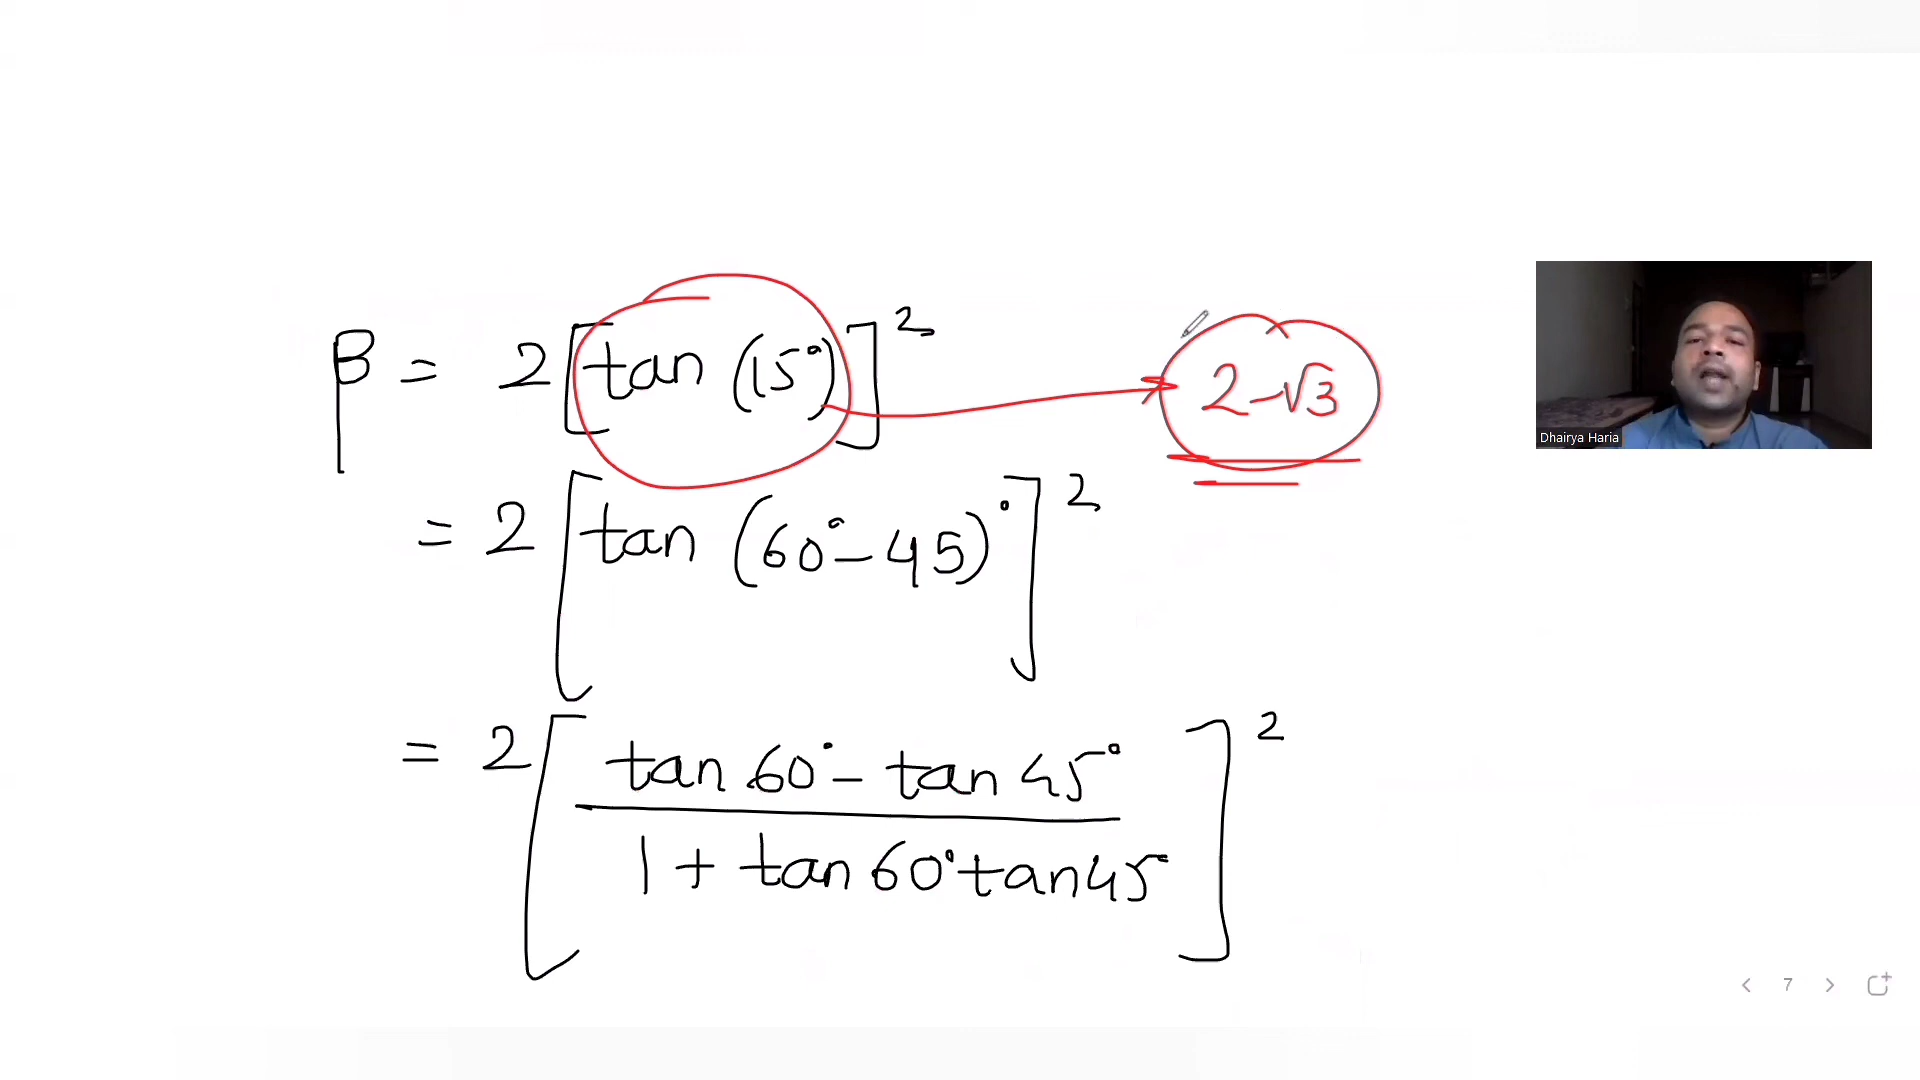 β = 2 [tan (15°)]²
2-√3
= 2 [tan (60°- 45)°]²
Dhairya Haria
= 2 [tan 60° - tan 45° / 1 + tan 60° tan 45°]²
7